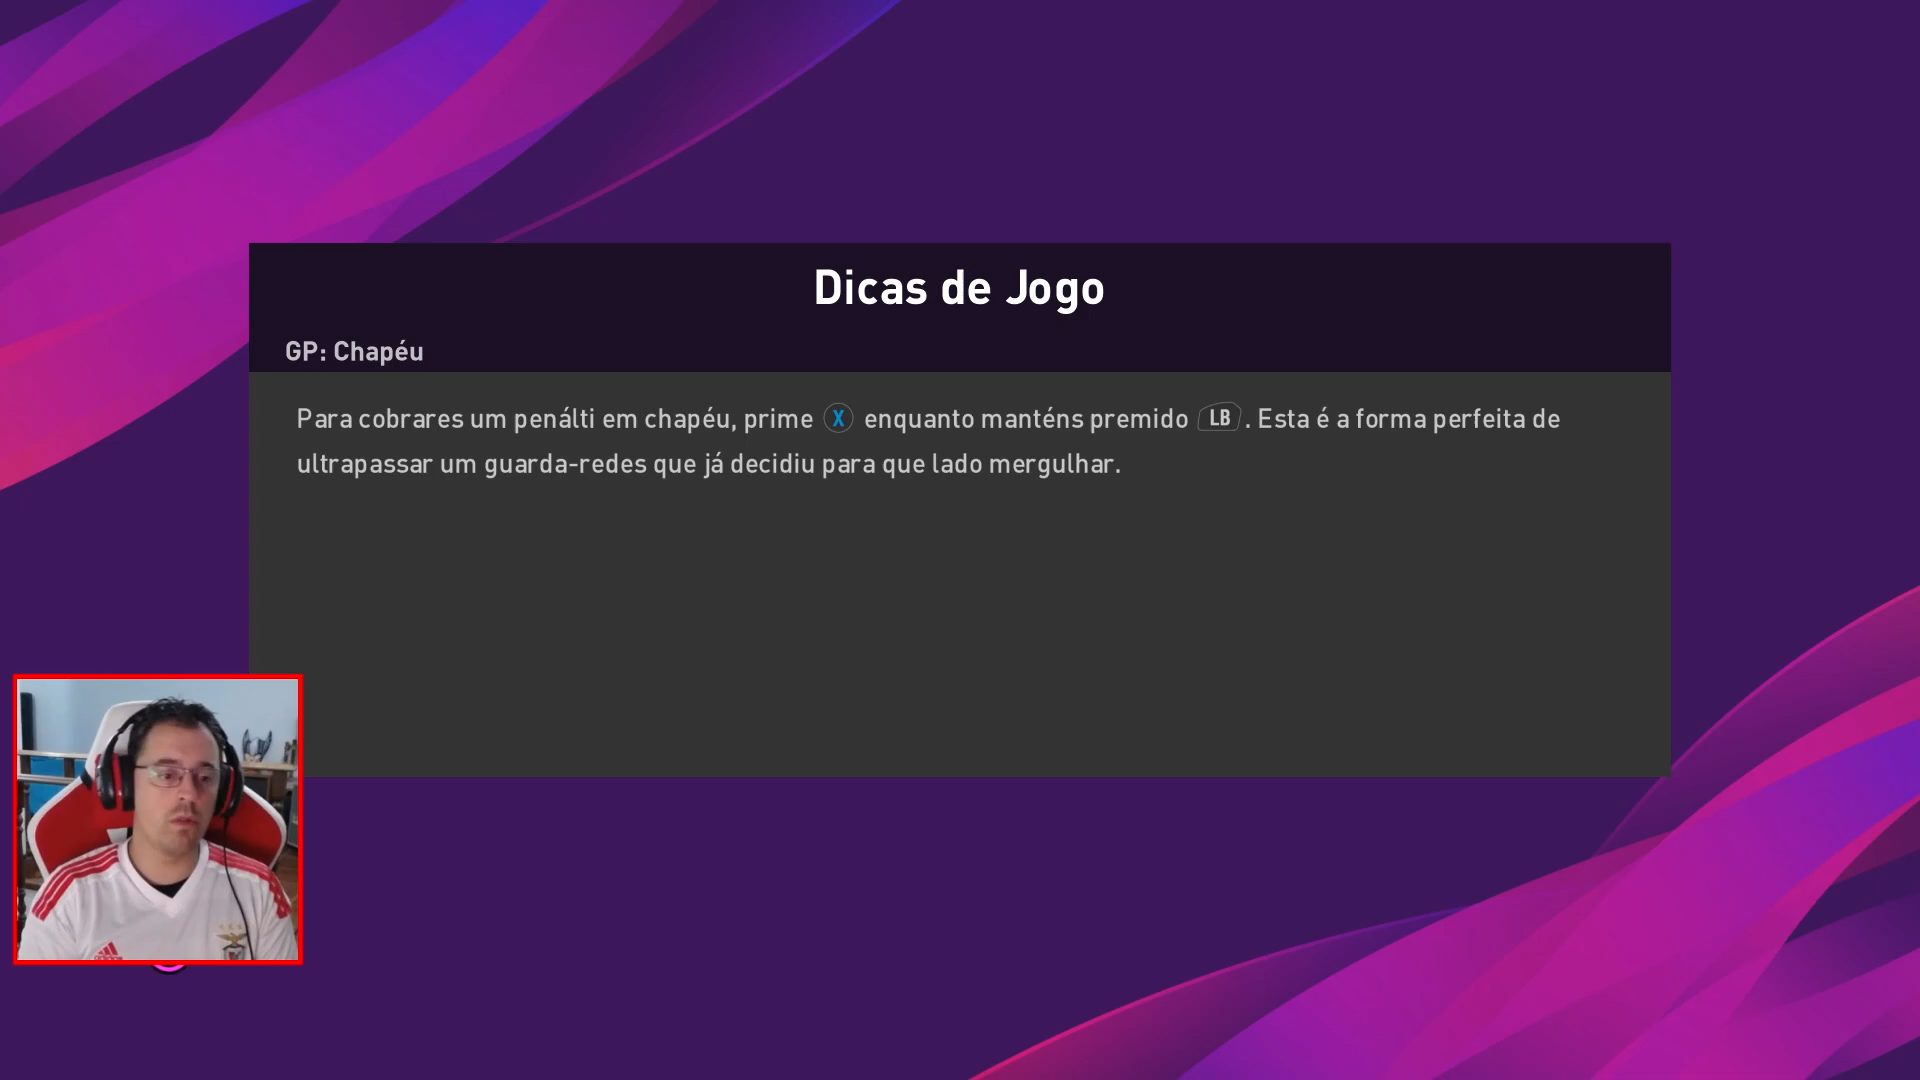 Dicas de Jogo
GP: Chapéu
Para cobrares um penálti em chapéu, prime X enquanto manténs premido LB. Esta é a forma perfeita de
ultrapassar um guarda-redes que já decidiu para que lado mergulhar.